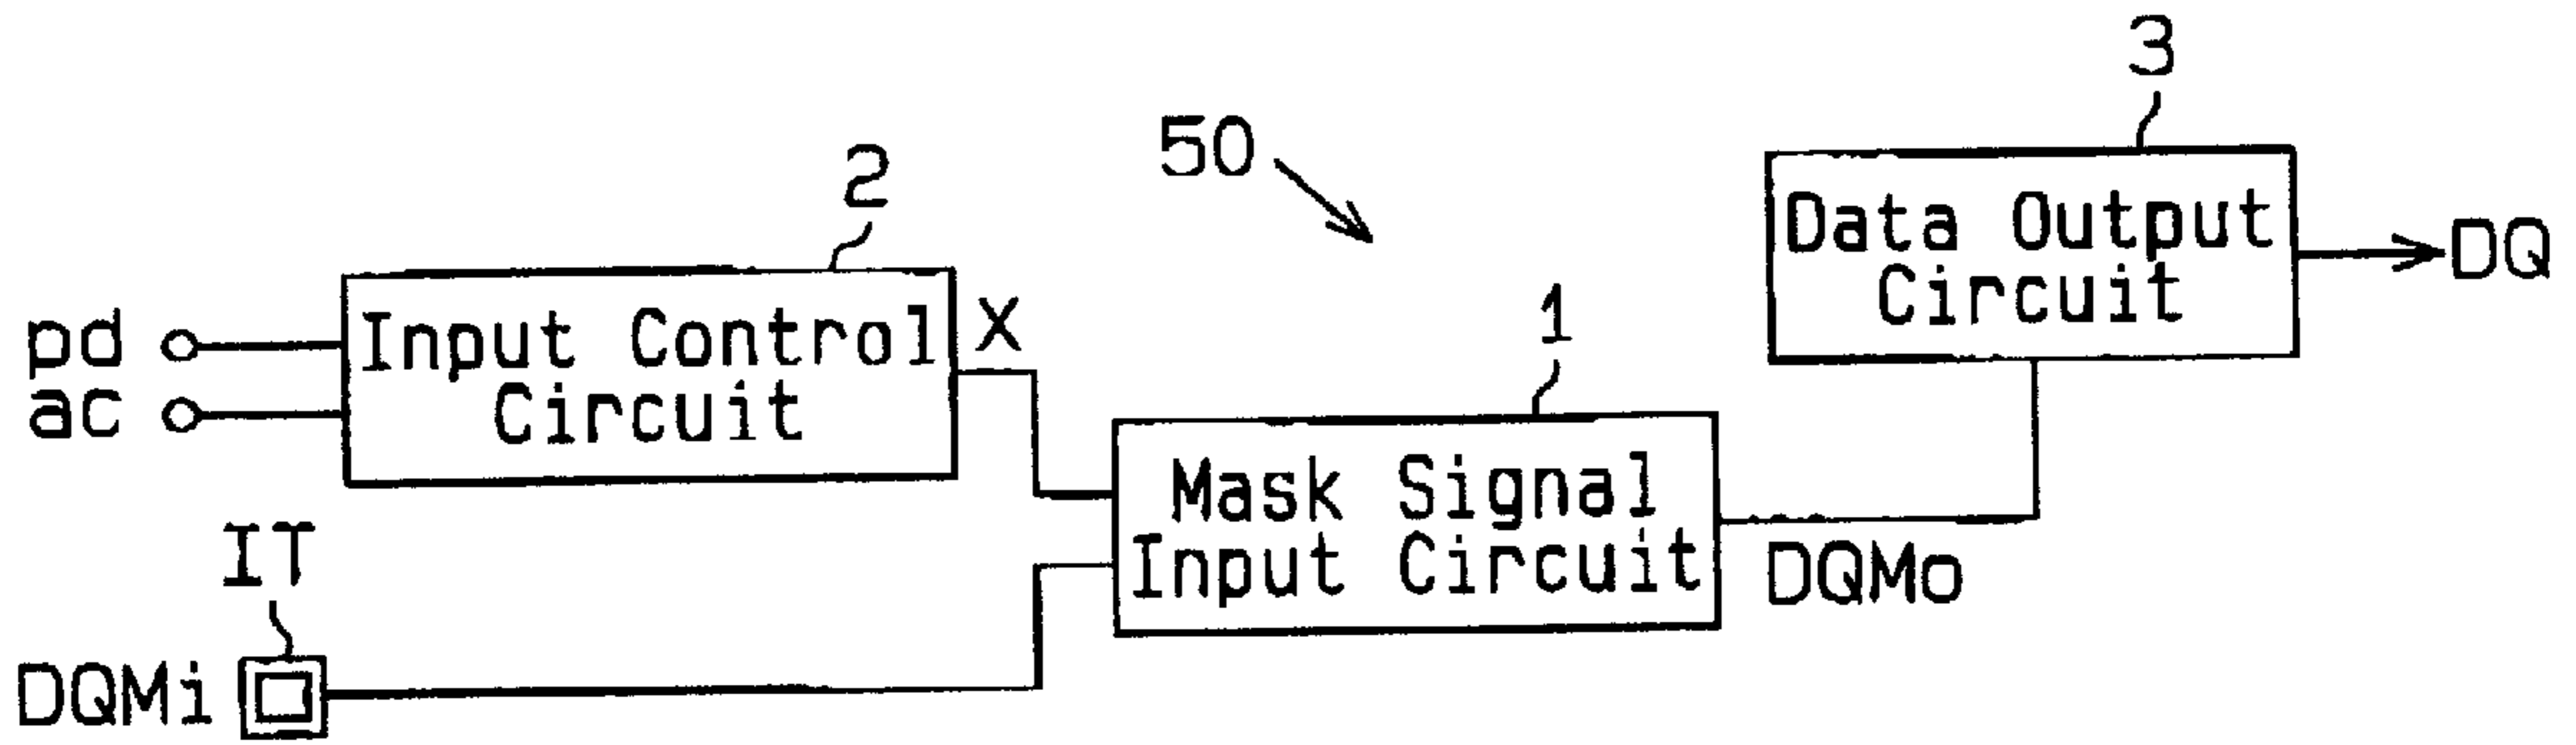 3
50
2
Data Output
Circuit
DQ
1
X
pd
Input Control
Circuit
ac
Mask Signal
Input Circuit
DQMo
IT
DQMi